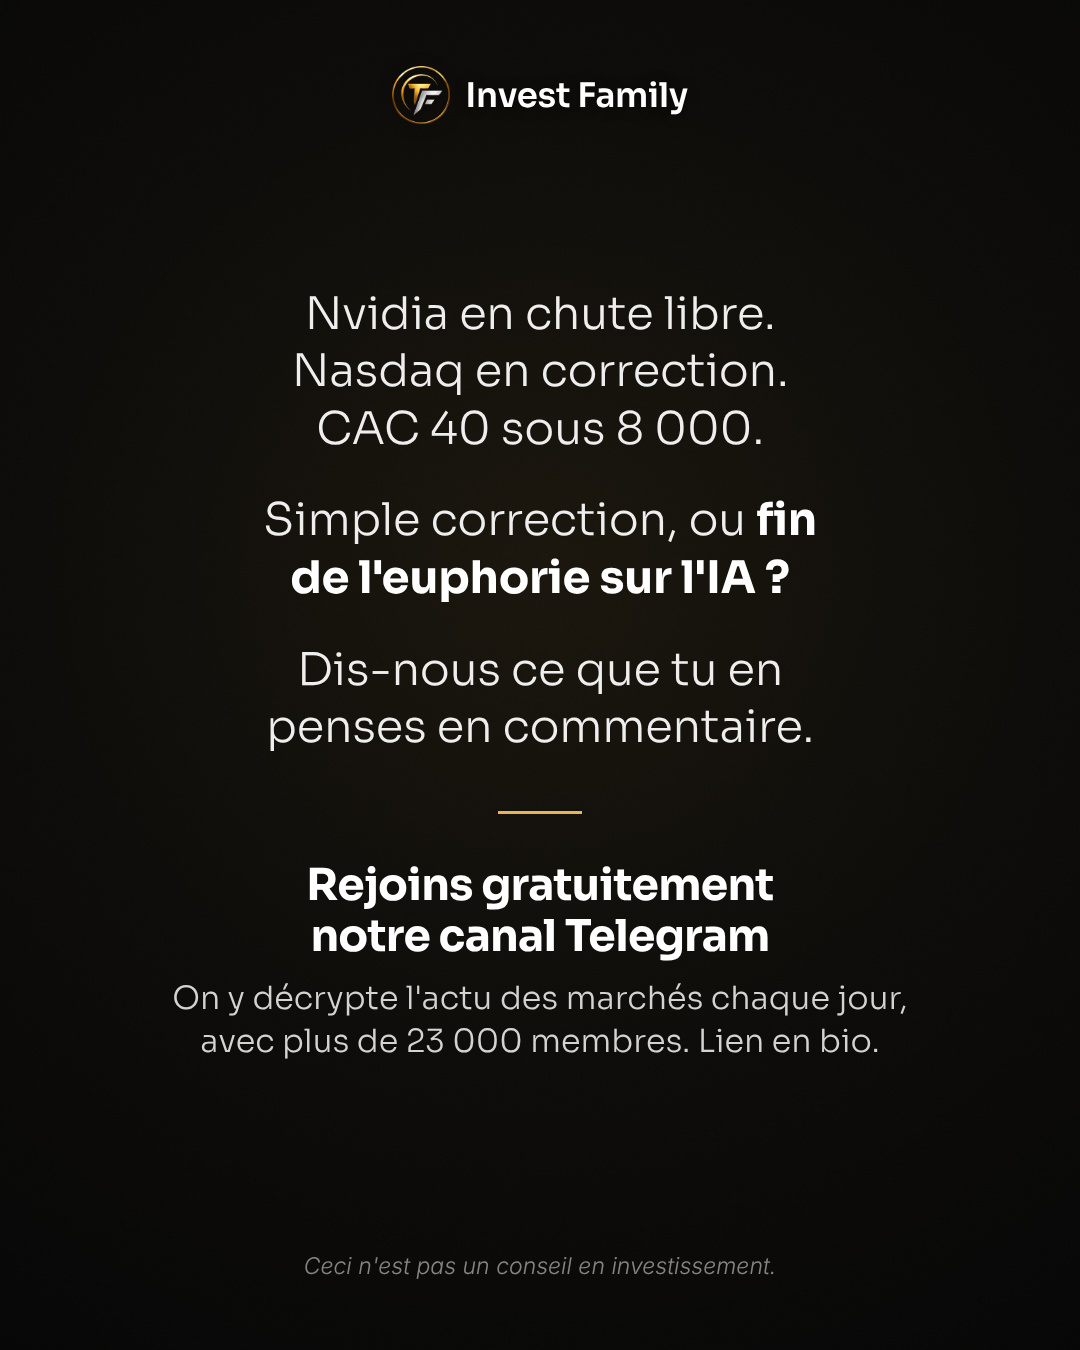 TF Invest Family
Nvidia en chute libre.
Nasdaq en correction.
CAC 40 sous 8 000.
Simple correction, ou fin
de l'euphorie sur l'IA ?
Dis-nous ce que tu en
penses en commentaire.
Rejoins gratuitement
notre canal Telegram
On y décrypte l'actu des marchés chaque jour,
avec plus de 23 000 membres. Lien en bio.
Ceci n'est pas un conseil en investissement.